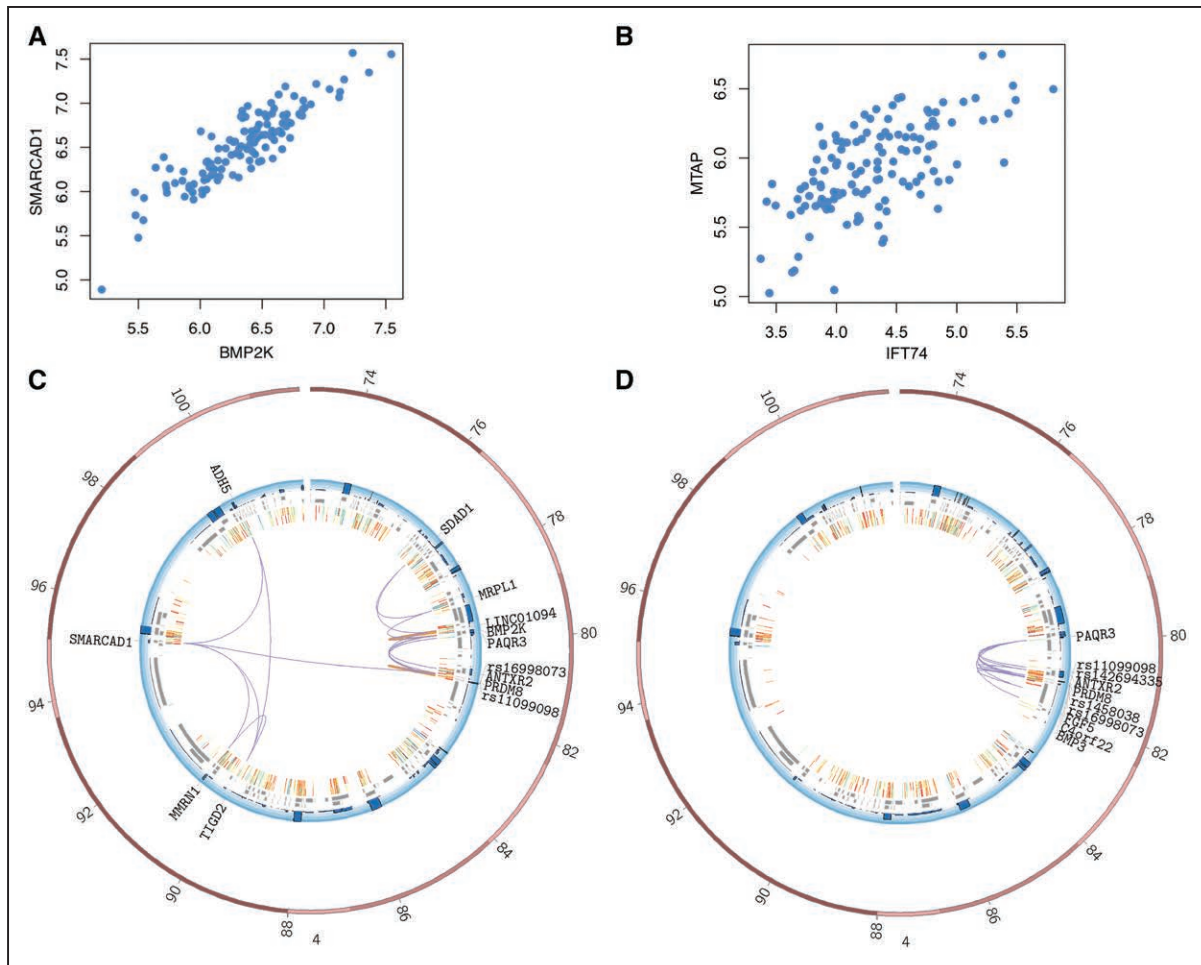 A
SMARCAD1
7.5
7.0
6.5
6.0
5.5
5.0
5.5
6.0
6.5
7.0
7.5
BMP2K
B
MTAP
6.5
6.0
5.5
5.0
3.5
4.0
4.5
5.0
5.5
IFT74
C
74
76
78
80
82
84
86
88
90
92
94
96
98
100
4
ADH5
SDAD1
MRPL1
LINC01094
BMP2K
PAQR3
rs16998073
ANTXR2
PRDM8
rs11099098
SMARCAD1
MMRN1
TIGD2
D
74
76
78
80
82
84
86
88
90
92
94
96
98
100
4
PAQR3
rs11099098
rs142694335
ANTXR2
PRDM8
rs1458038
rs16998073
FGF5
C4orf22
BMP3